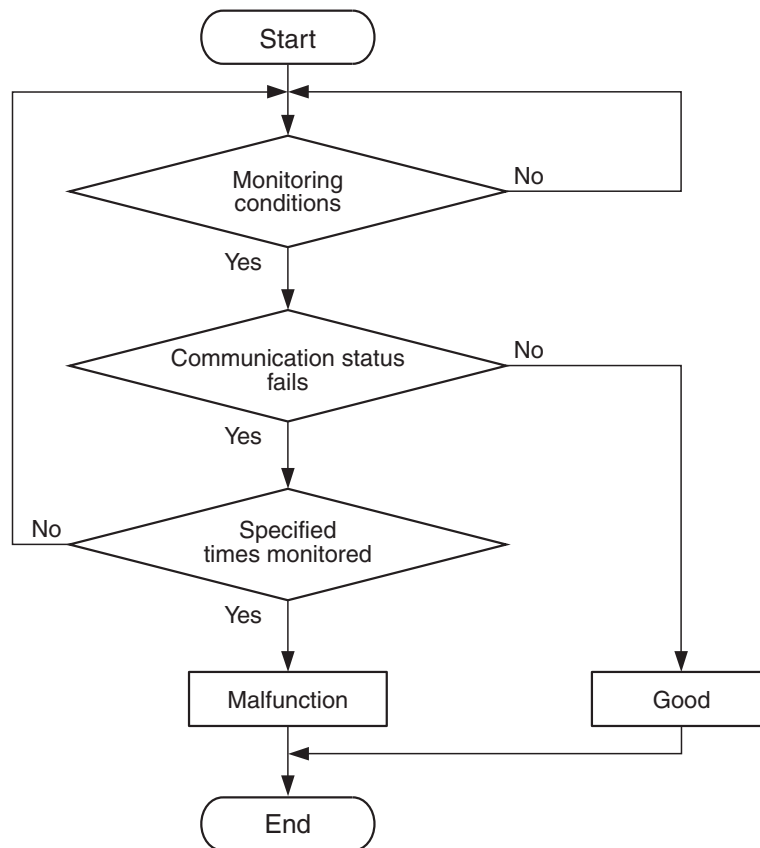 Start
Monitoring
conditions
No
Yes
Communication status
fails
No
Yes
Specified
times monitored
No
Yes
Malfunction
Good
End